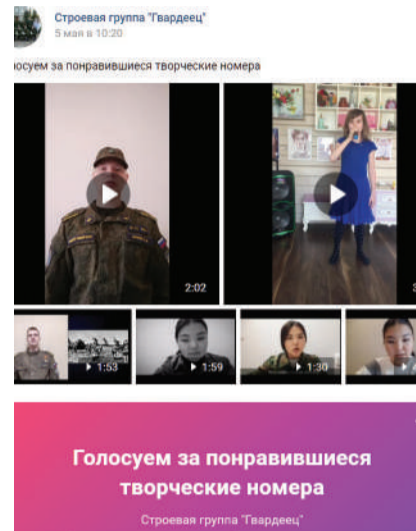 Строевая группа "Гвардеец"
5 мая в 10:20
лосуем за понравившиеся творческие номера
2:02
1:53
1:59
1:30
Голосуем за понравившиеся
творческие номера
Строевая группа "Гвардеец"